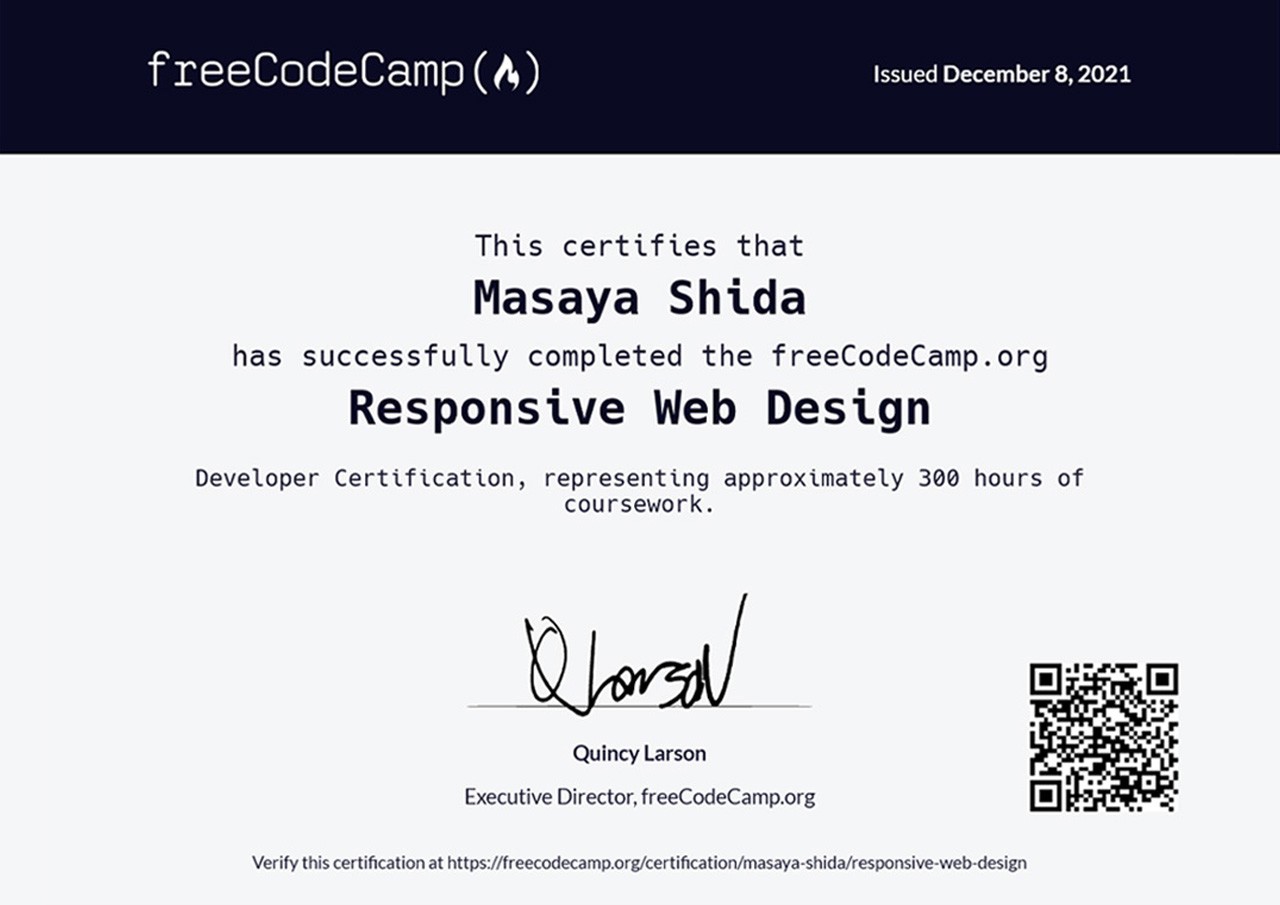 freeCodeCamp
Issued December 8, 2021
This certifies that
Masaya Shida
has successfully completed the freeCodeCamp.org
Responsive Web Design
Developer Certification, representing approximately 300 hours of
coursework.
Q Larson
Quincy Larson
Executive Director, freeCodeCamp.org
Verify this certification at https://freecodecamp.org/certification/masaya-shida/responsive-web-design